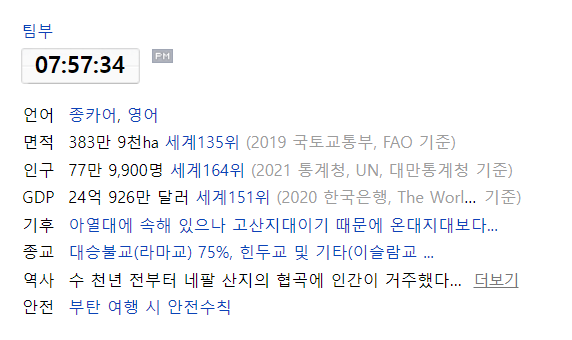 팀부
07:57:34 PM
언어 종카어, 영어
면적 383만 9천ha 세계135위 (2019 국토교통부, FAO 기준)
인구 77만 9,900명 세계164위 (2021 통계청, UN, 대만통계청 기준)
GDP 24억 926만 달러 세계151위 (2020 한국은행, The Worl... 기준)
기후 아열대에 속해 있으나 고산지대이기 때문에 온대지대보다...
종교 대승불교(라마교) 75%, 힌두교 및 기타(이슬람교 ...
역사 수 천년 전부터 네팔 산지의 협곡에 인간이 거주했다... 더보기
안전 부탄 여행 시 안전수칙